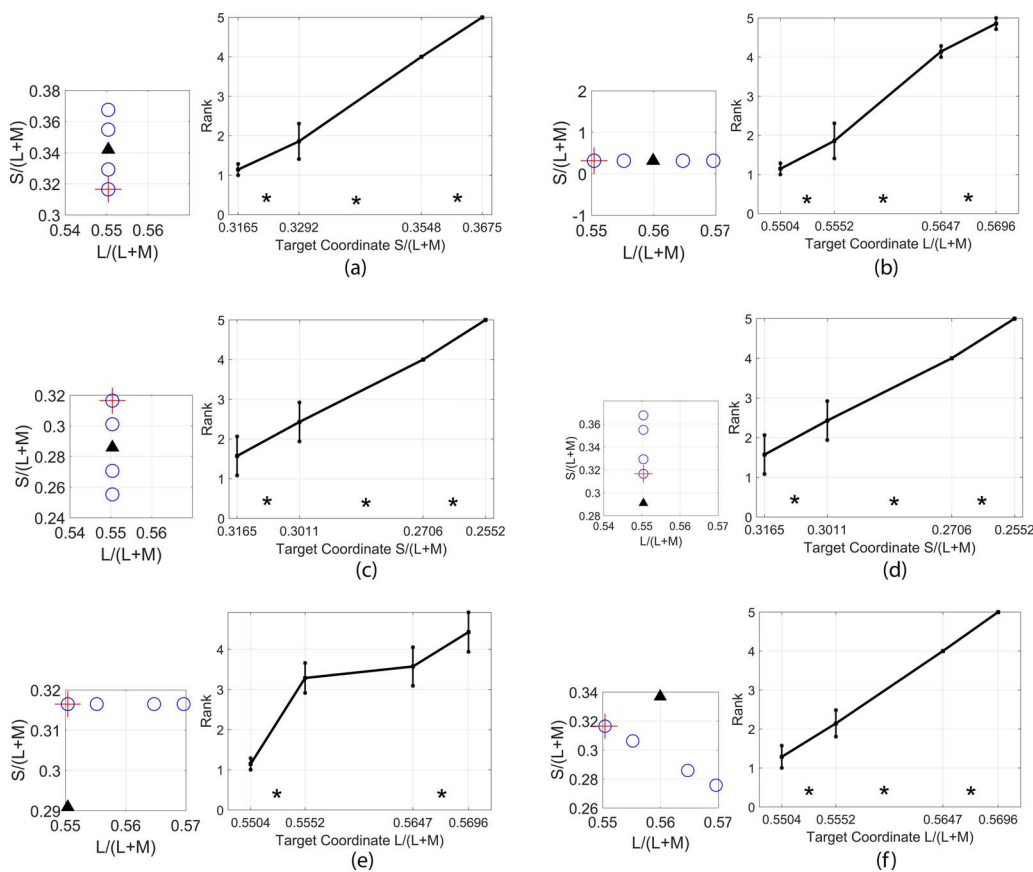 0.38
0.36
0.34
0.32
0.3
S/(L+M)
0.54 0.55 0.56
L/(L+M)
5
4
3
2
1
0
Rank
* * *
0.3165 0.3292 0.3548 0.3675
Target Coordinate S/(L+M)
(a)
2
1
0
-1
S/(L+M)
0.55 0.56 0.57
L/(L+M)
5
4
3
2
1
0
Rank
* * *
0.5504 0.5552 0.5647 0.5696
Target Coordinate L/(L+M)
(b)
0.32
0.3
0.28
0.26
0.24
S/(L+M)
0.54 0.55 0.56
L/(L+M)
5
4
3
2
1
0
Rank
* * *
0.3165 0.3011 0.2706 0.2552
Target Coordinate S/(L+M)
(c)
0.36
0.34
0.32
0.3
0.28
S/(L+M)
0.54 0.55 0.56 0.57
L/(L+M)
5
4
3
2
1
0
Rank
* * *
0.3165 0.3011 0.2706 0.2552
Target Coordinate S/(L+M)
(d)
0.32
0.31
0.3
0.29
S/(L+M)
0.55 0.56 0.57
L/(L+M)
4
3
2
1
0
Rank
* *
0.5504 0.5552 0.5647 0.5696
Target Coordinate L/(L+M)
(e)
0.34
0.32
0.3
0.28
0.26
S/(L+M)
0.55 0.56 0.57
L/(L+M)
5
4
3
2
1
0
Rank
* * *
0.5504 0.5552 0.5647 0.5696
Target Coordinate L/(L+M)
(f)